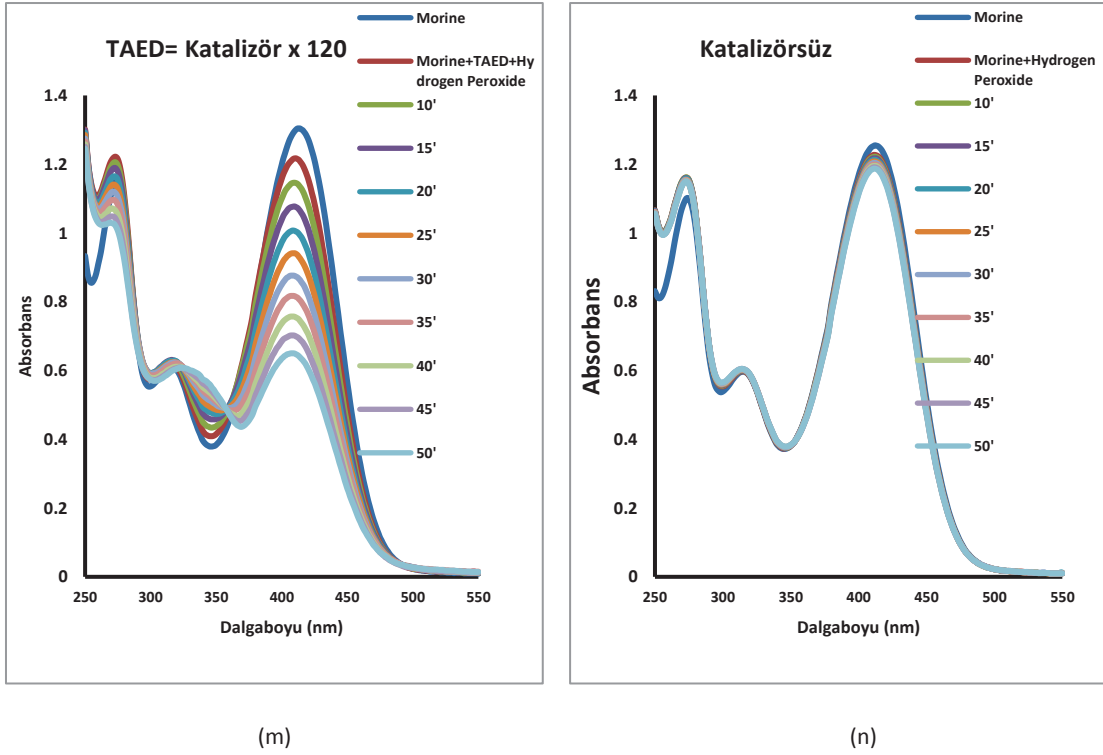 TAED= Katalizör x 120
Morine
Morine+TAED+Hy
drogen Peroxide
10'
15'
20'
25'
30'
35'
40'
45'
50'
1.4
1.2
1
0.8
0.6
0.4
0.2
0
Absorbans
250 300 350 400 450 500 550
Dalgaboyu (nm)
(m)
Katalizörsüz
Morine
Morine+Hydrogen
Peroxide
10'
15'
20'
25'
30'
35'
40'
45'
50'
1.4
1.2
1
0.8
0.6
0.4
0.2
0
Absorbans
250 300 350 400 450 500 550
Dalgaboyu (nm)
(n)